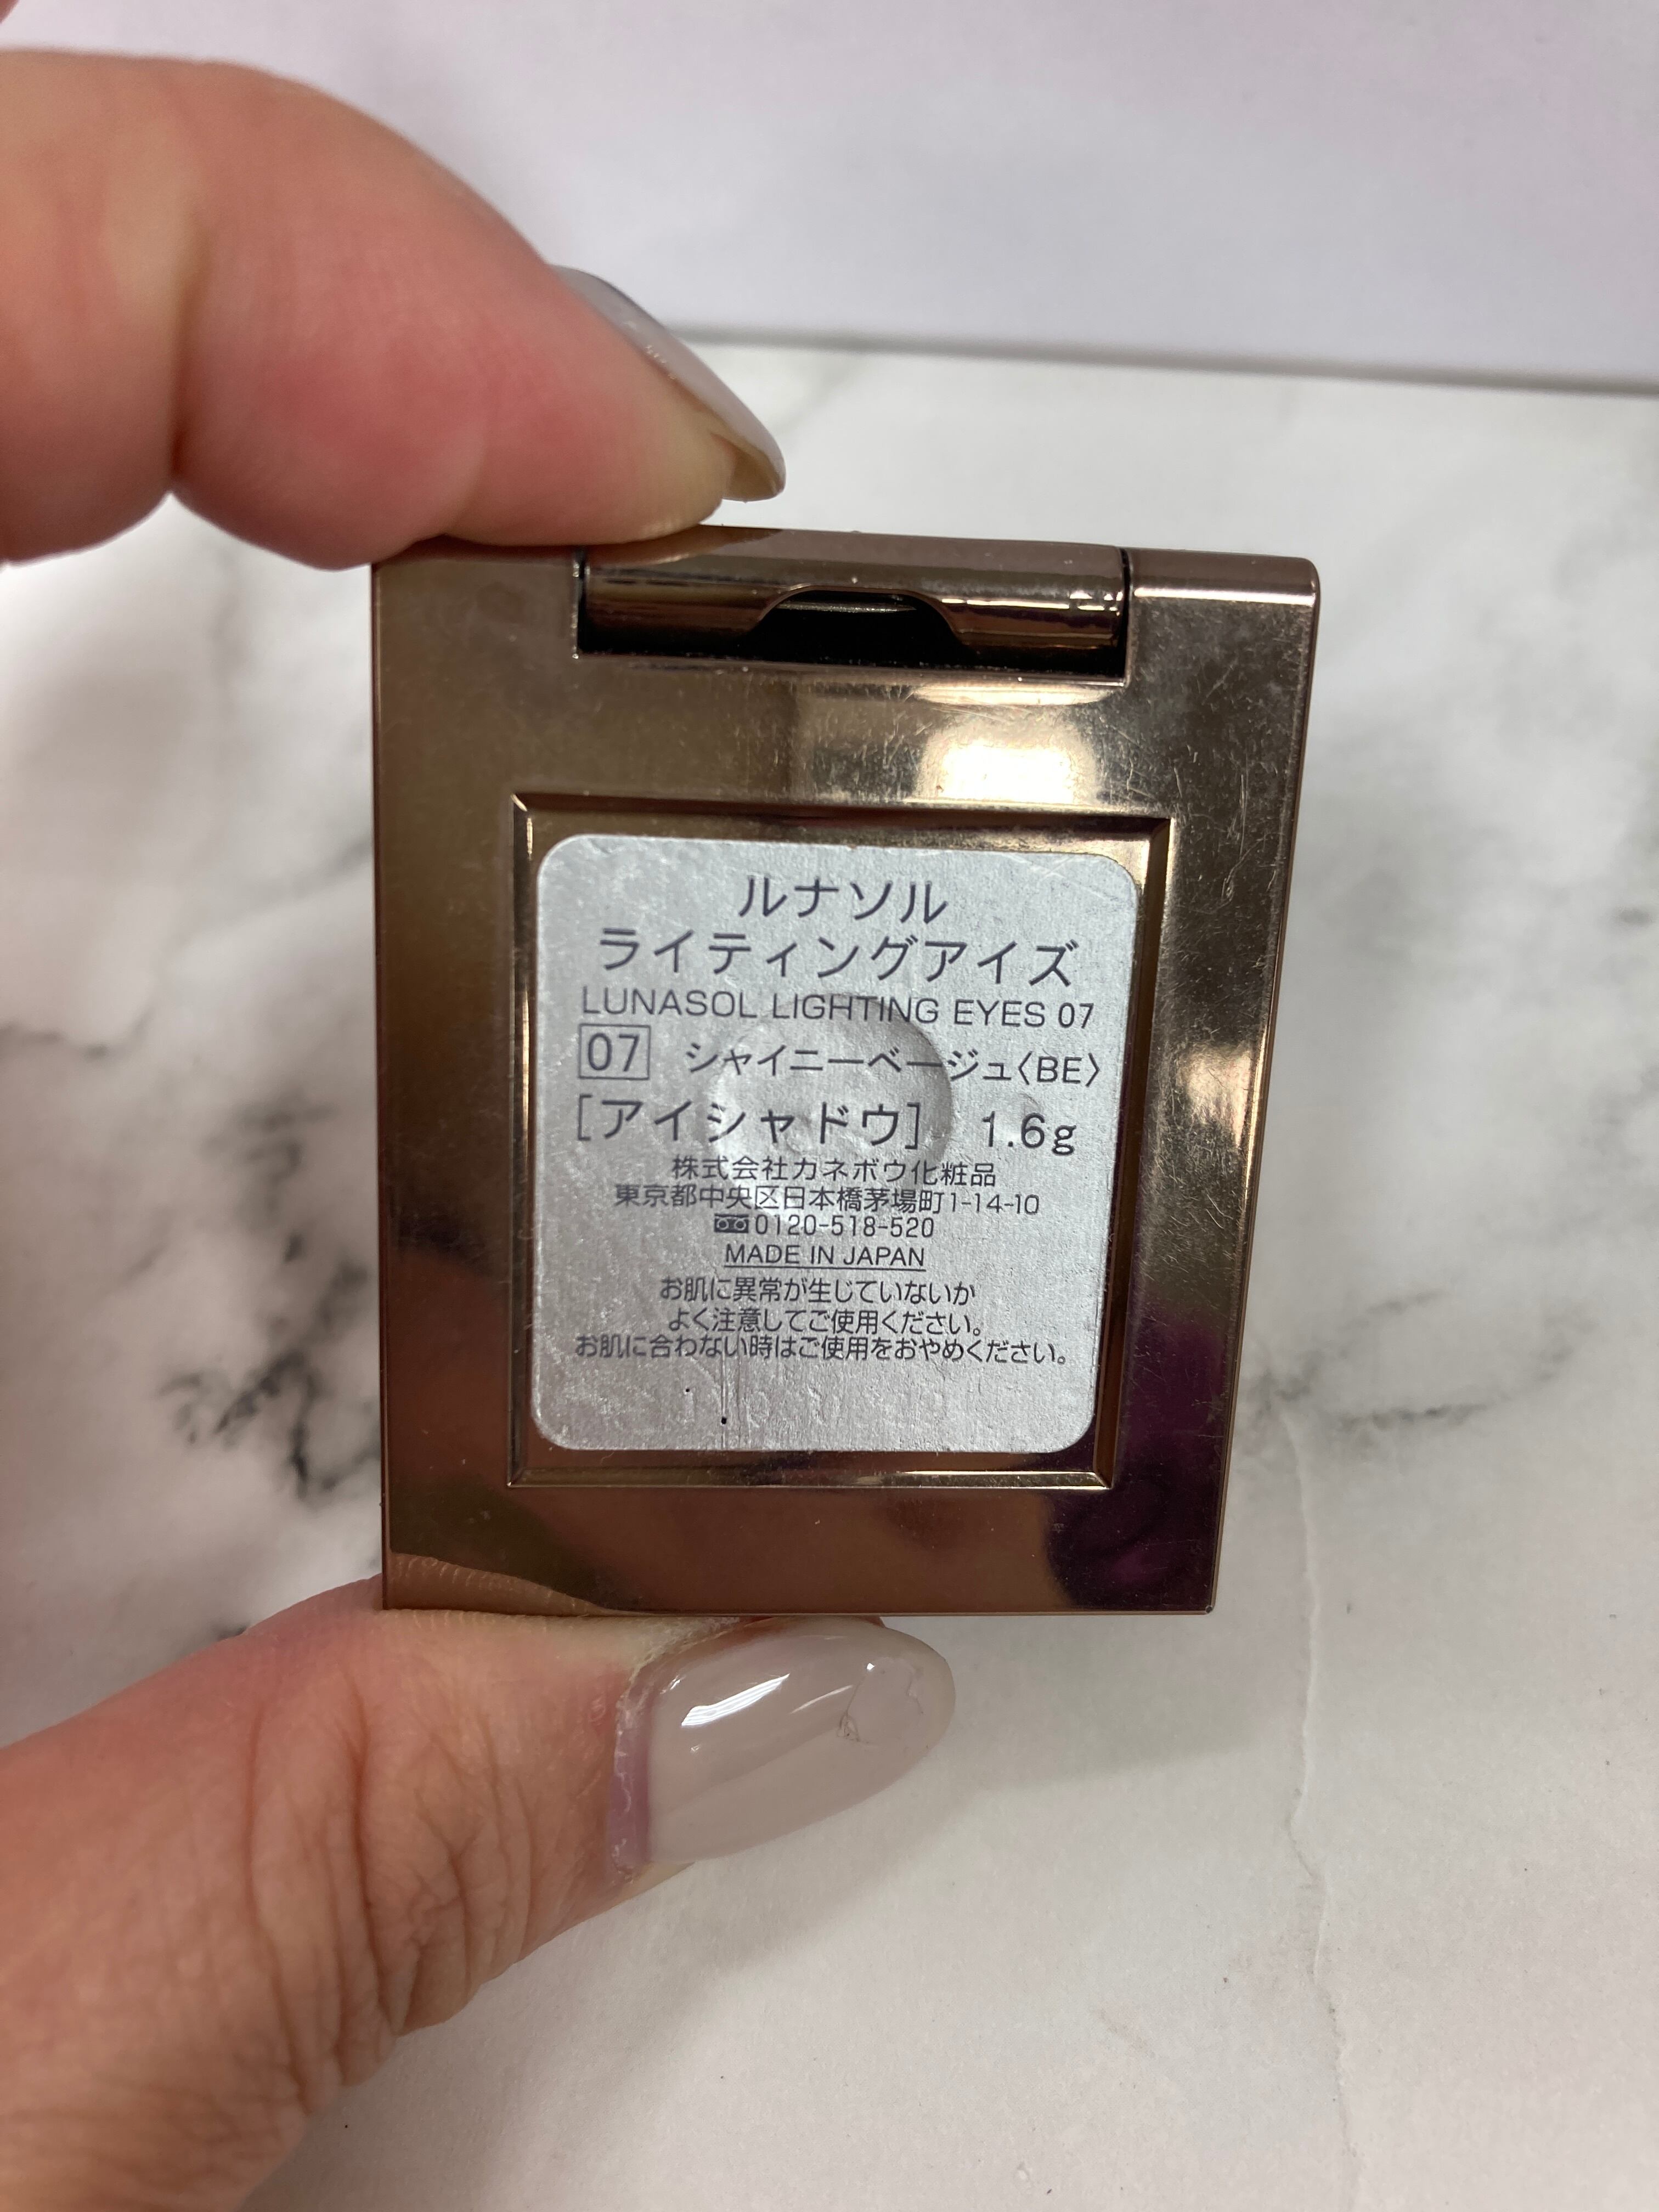 ルナソル
ライティングアイズ
LUNASOL LIGHTING EYES 07
07 シャイニーベージュ〈BE〉
[アイシャドウ] 1.6g
株式会社カネボウ化粧品
東京都中央区日本橋茅場町1-14-10
0120-518-520
MADE IN JAPAN
お肌に異常が生じていないか
よく注意してご使用ください。
お肌に合わない時はご使用をおやめください。